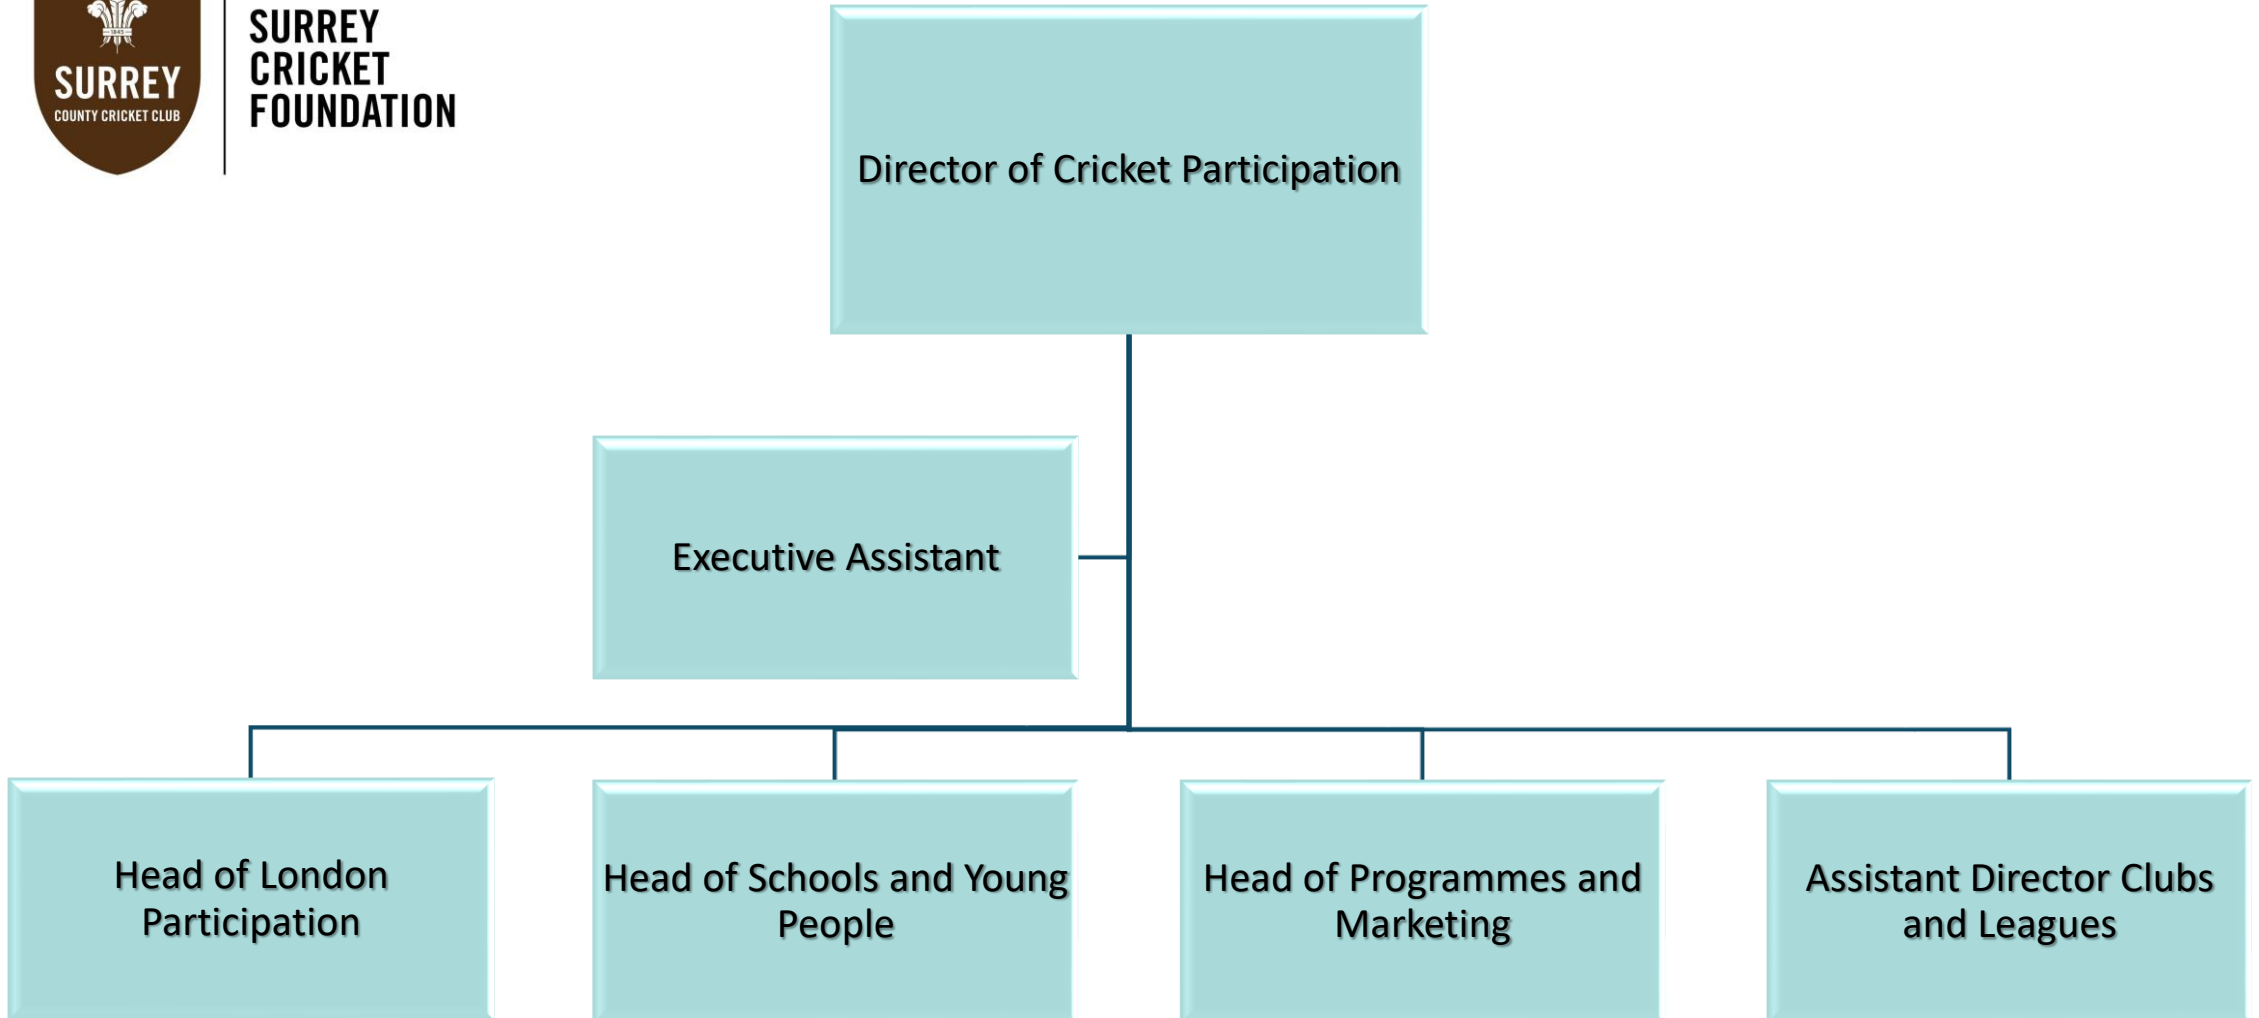 1845
SURREY
COUNTY CRICKET CLUB
SURREY
CRICKET
FOUNDATION
Director of Cricket Participation
Executive Assistant
Head of London
Participation
Head of Schools and Young
People
Head of Programmes and
Marketing
Assistant Director Clubs
and Leagues